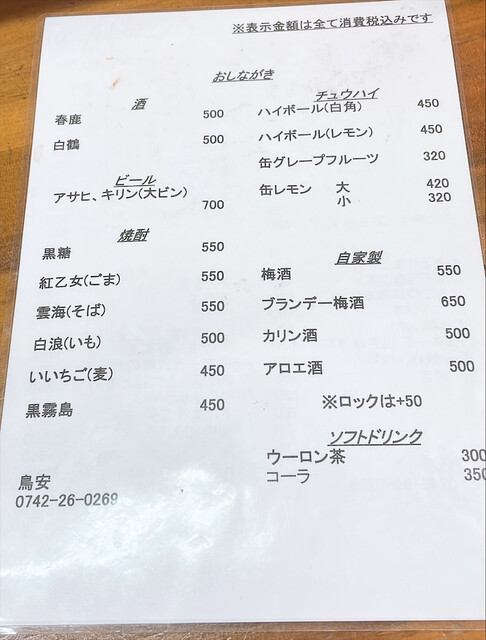 ※表示金額は全て消費税込みです
おしながき
酒
春鹿 500
白鶴 500
ビール
アサヒ、キリン(大ビン) 700
焼酎
黒糖 550
紅乙女(ごま) 550
雲海(そば) 550
白浪(いも) 500
いいちご(麦) 450
黒霧島 450
鳥安
0742-26-0269
チュウハイ
ハイボール(白角) 450
ハイボール(レモン) 450
缶グレープフルーツ 320
缶レモン 大 420
小 320
自家製
梅酒 550
ブランデー梅酒 650
カリン酒 500
アロエ酒 500
※ロックは+50
ソフトドリンク
ウーロン茶 300
コーラ 350